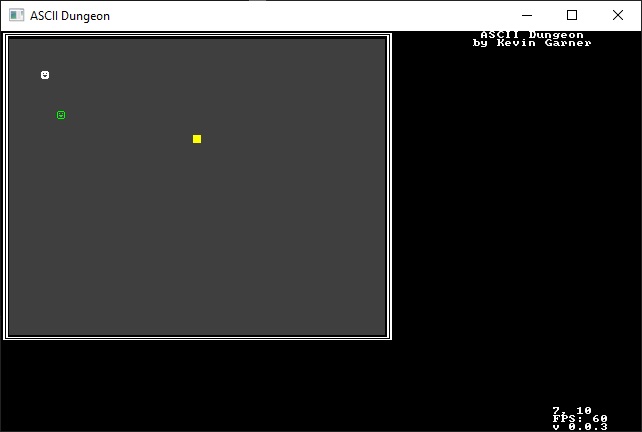 ASCII Dungeon
ASCII Dungeon
by Kevin Garner
7, 10
FPS: 60
v 0.0.3